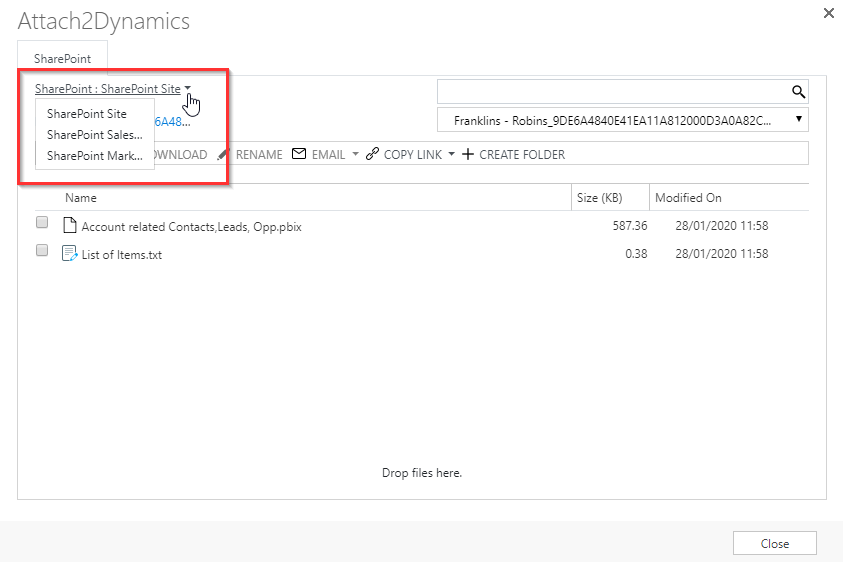 Attach2Dynamics
SharePoint
SharePoint : SharePoint Site
SharePoint Site
SharePoint Sales...
SharePoint Mark...
6A48...
Franklins - Robins_9DE6A4840E41EA11A812000D3A0A82C...
OWNLOAD RENAME EMAIL COPY LINK CREATE FOLDER
Name Size (KB) Modified On
Account related Contacts,Leads, Opp.pbix 587.36 28/01/2020 11:58
List of Items.txt 0.38 28/01/2020 11:58
Drop files here.
Close